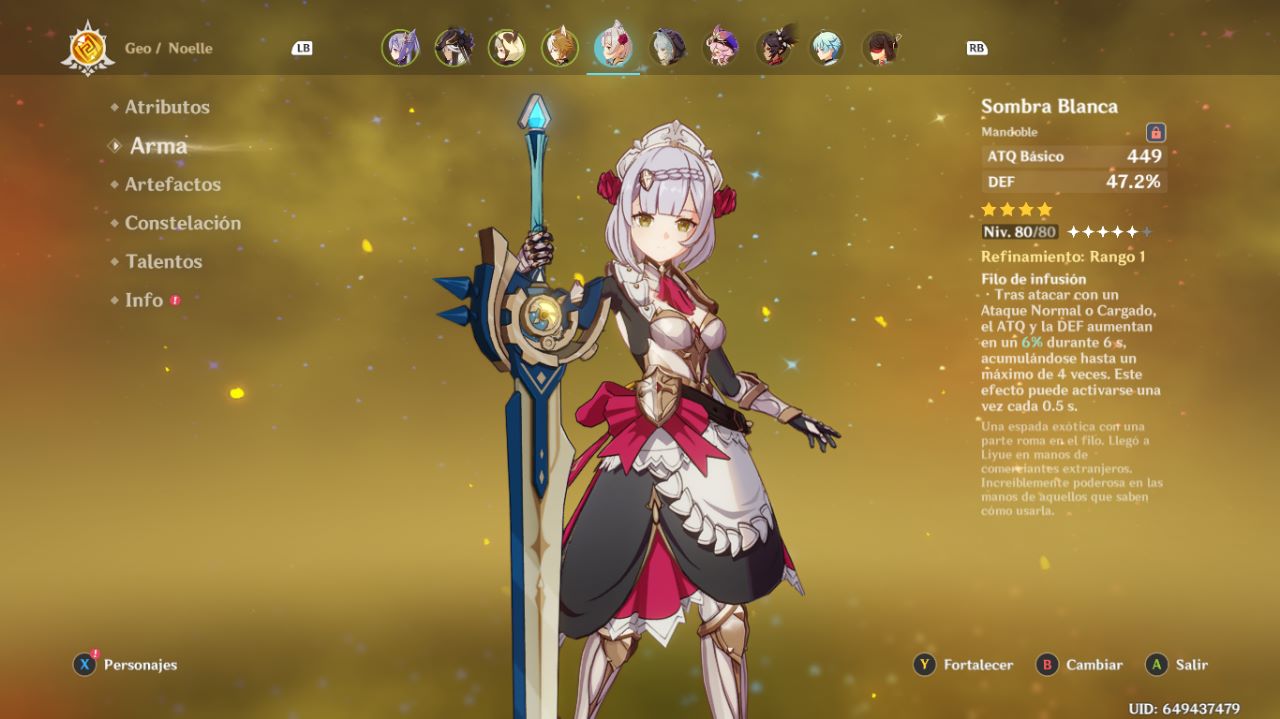 Geo / Noelle
LB
RB
Atributos
Arma
Artefactos
Constelación
Talentos
Info
Sombra Blanca
Mandoble
ATQ Básico 449
DEF 47.2%
Niv. 80/80
Refinamiento: Rango 1
Filo de infusión
Tras atacar con un
Ataque Normal o Cargado,
el ATQ y la DEF aumentan
en un 6% durante 6 s,
acumulándose hasta un
máximo de 4 veces. Este
efecto puede activarse una
vez cada 0.5 s.
Una espada exótica con una
parte roma en el filo. Llegó a
Liyue en manos de
comerciantes extranjeros.
Increíblemente poderosa en las
manos de aquellos que saben
cómo usarla.
X Personajes
Y Fortalecer
B Cambiar
A Salir
UID: 649437479